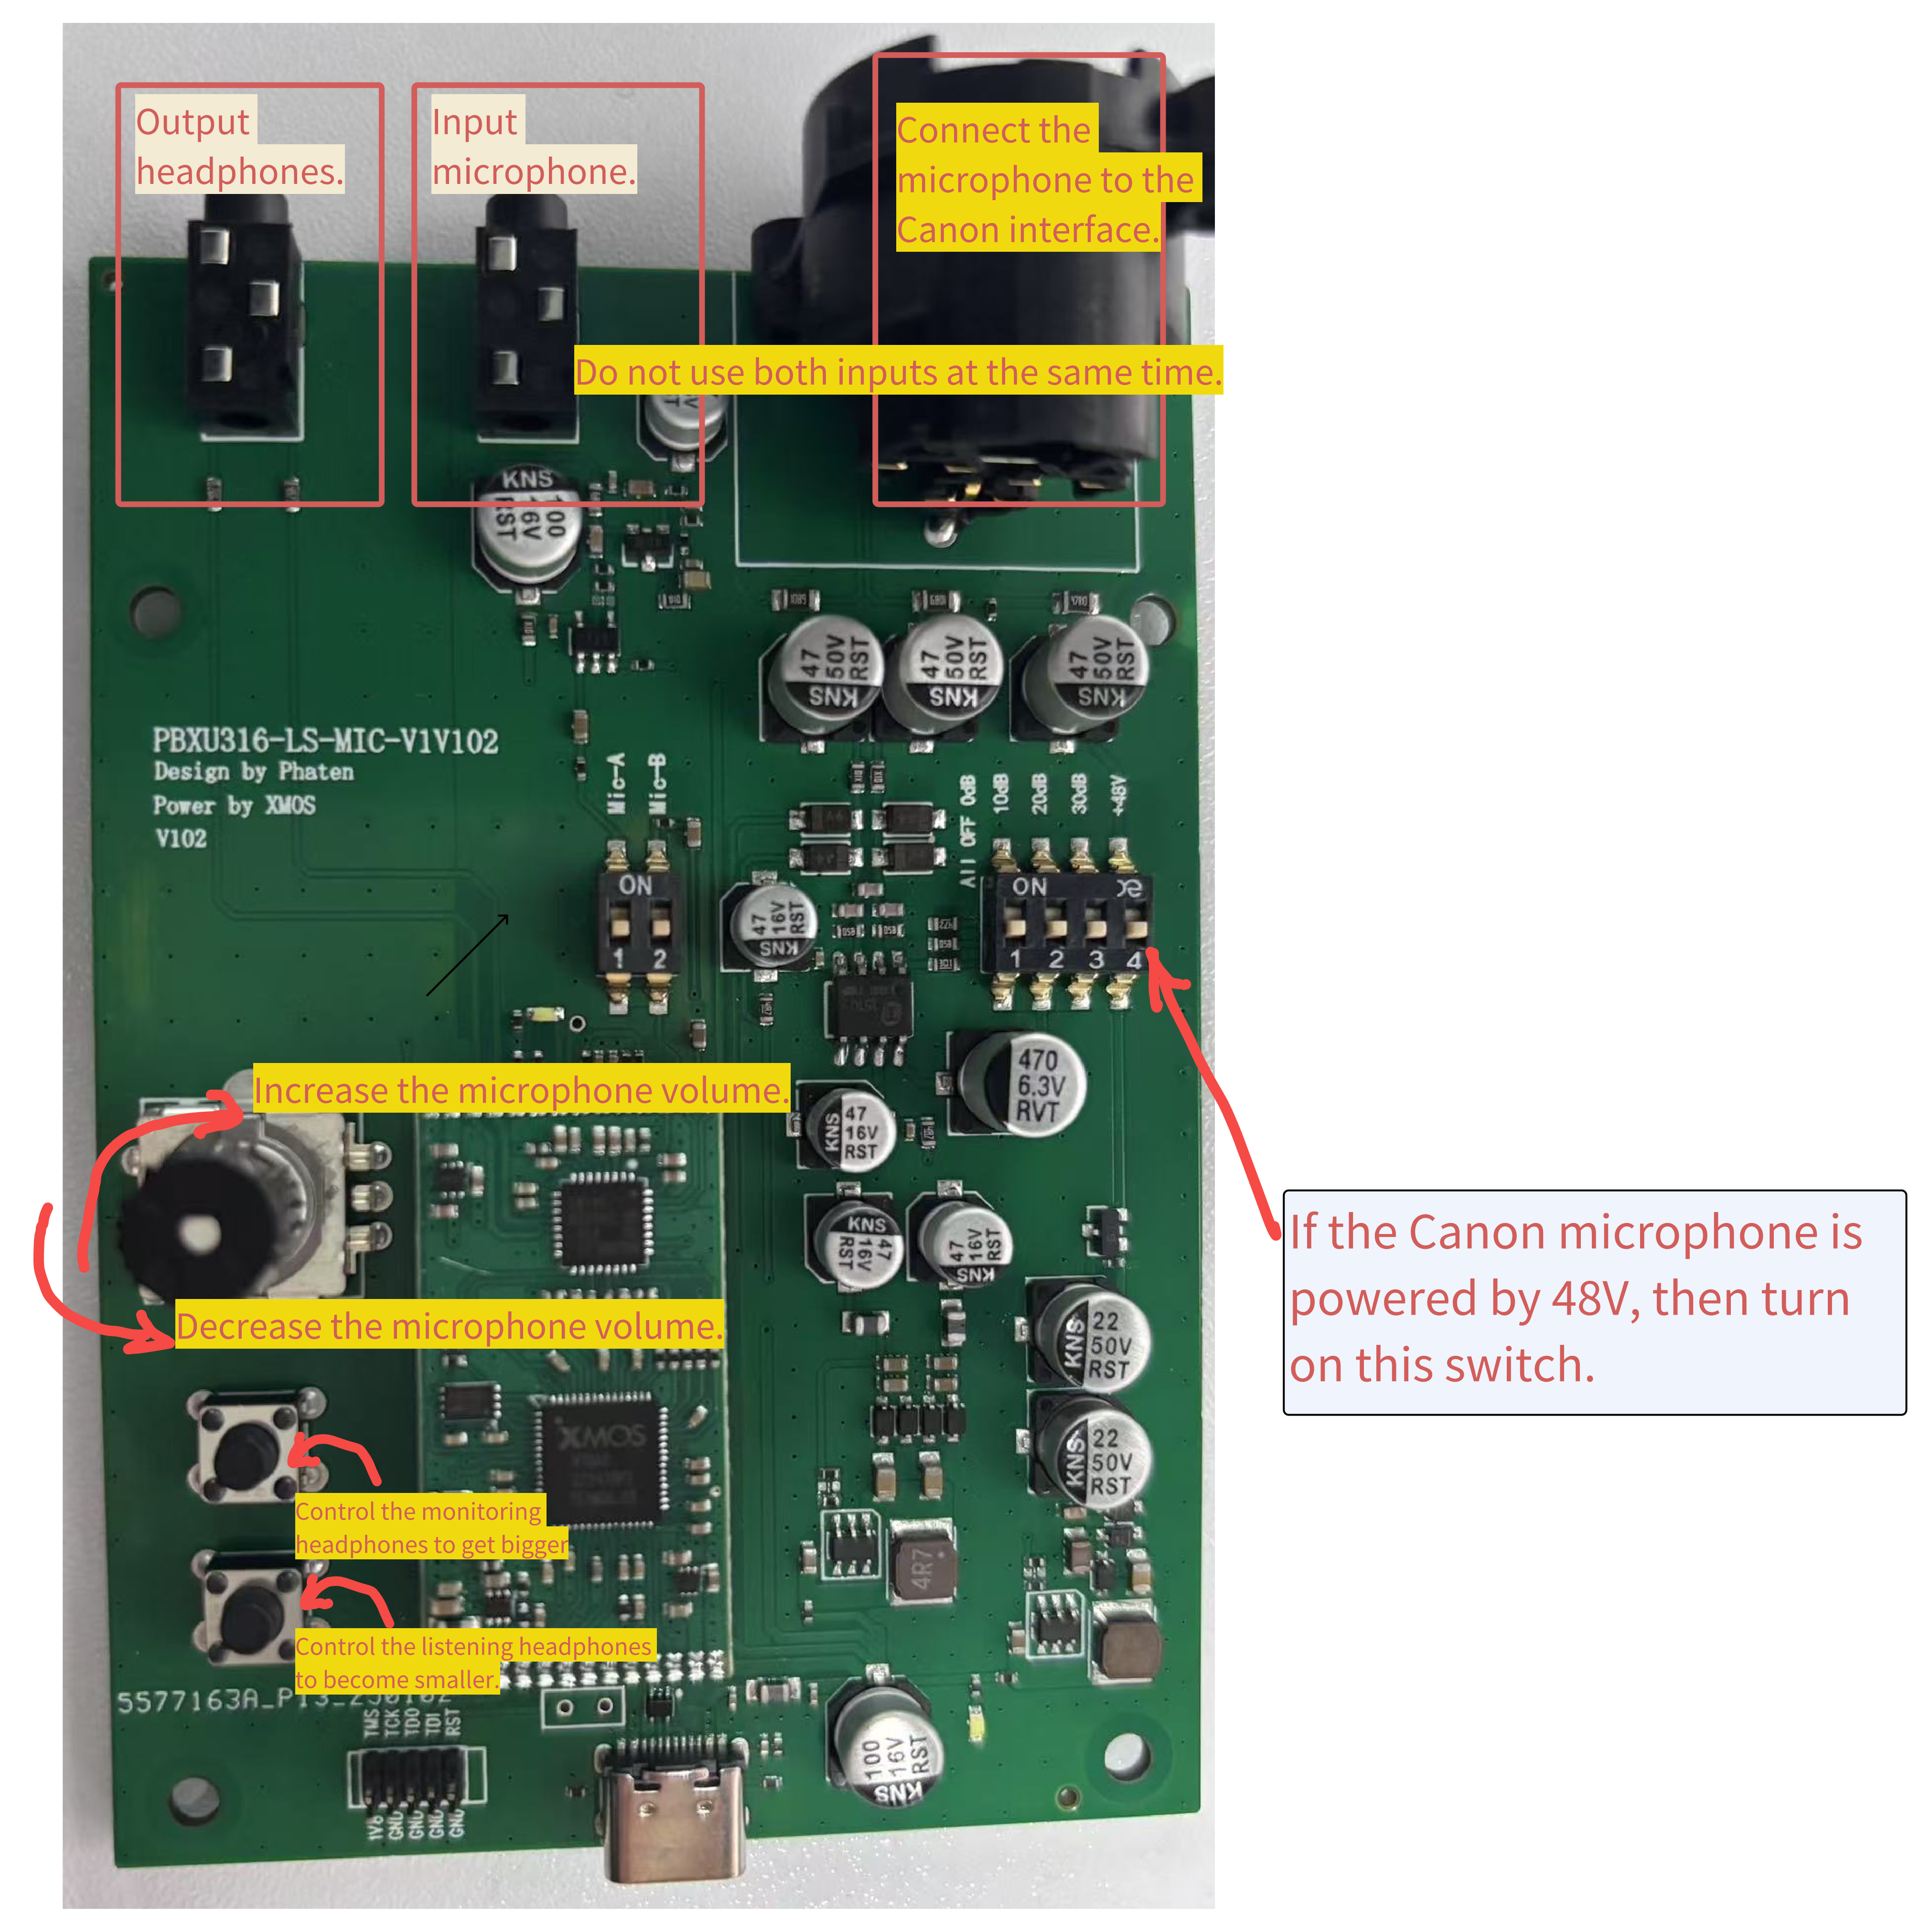 Output
headphones.
Input
microphone.
Connect the
microphone to the
Canon interface.
Do not use both inputs at the same time.
KNS
100
16V
RST
47
50V
RST
KNS
47
50V
RST
KNS
47
50V
RST
KNS
PBXU316-LS-MIC-V1V102
Design by Phaten
Power by XMOS
V102
Mic-A
Mic-B
All OFF 0dB
10dB
20dB
30dB
+48V
ON
1 2
47
16V
RST
KNS
ON
1 2 3 4
470
6.3V
RVT
Increase the microphone volume.
KNS
47
16V
RST
KNS
47
16V
RST
47
16V
RST
KNS
If the Canon microphone is
powered by 48V, then turn
on this switch.
Decrease the microphone volume.
KNS
22
50V
RST
XMOS
KNS
22
50V
RST
Control the monitoring
headphones to get bigger
4R7
Control the listening headphones
to become smaller.
TMS
TCK
TDO
TDI
RST
100
16V
RST
KNS
GND
GND
GND
GND